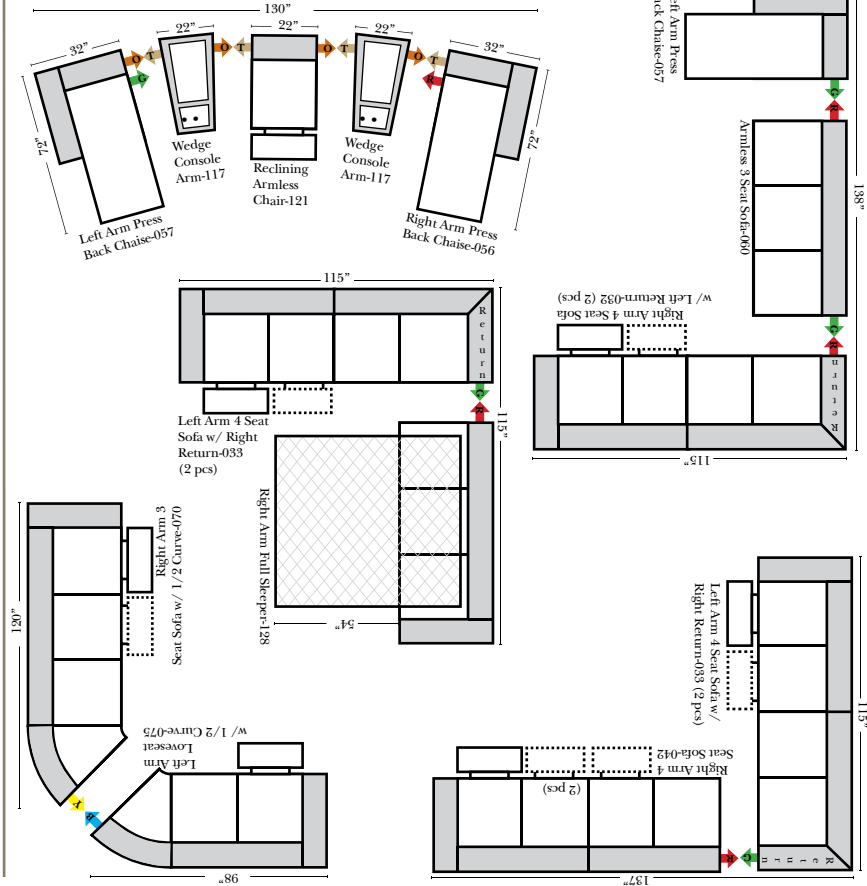 130”
32”
22”
22”
22”
32”
O T
O T
O T
O T
G
R
72”
72”
Left Arm Press
Back Chaise-057
Wedge
Console
Arm-117
Reclining
Armless
Chair-121
Wedge
Console
Arm-117
Right Arm Press
Back Chaise-056
eft Arm Press
ack Chaise-057
G
R
Armless 3 Seat Sofa-060
138”
G
R
Right Arm 4 Seat Sofa
w/ Left Return-032 (2 pcs)
Return
115”
115”
Return
G
R
115”
Left Arm 4 Seat
Sofa w/ Right
Return-033
(2 pcs)
Right Arm Full Sleeper-128
54”
120”
Right Arm 3
Seat Sofa w/ 1/2 Curve-070
Y
B
Left Arm
Loveseat
w/ 1/2 Curve-075
98”
Left Arm 4 Seat Sofa w/
Right Return-033 (2 pcs)
115”
Return
Right Arm 4
Seat Sofa-042
(2 pcs)
R
G
137”